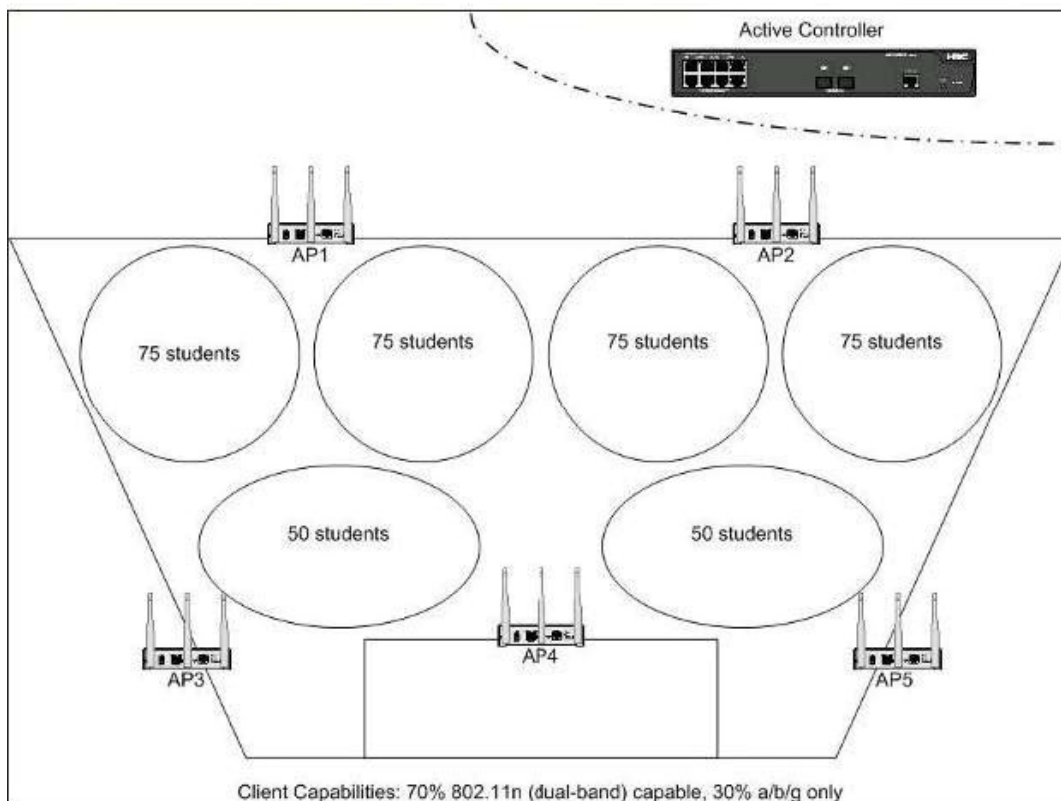 Active Controller
H3C
AP1
AP2
75 students
75 students
75 students
75 students
50 students
50 students
AP4
AP3
AP5
Client Capabilities: 70% 802.11n (dual-band) capable, 30% a/b/g only